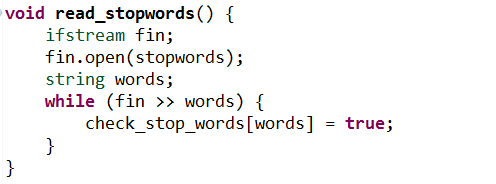 void read_stopwords() {
    ifstream fin;
    fin.open(stopwords);
    string words;
    while (fin >> words) {
        check_stop_words[words] = true;
    }
}